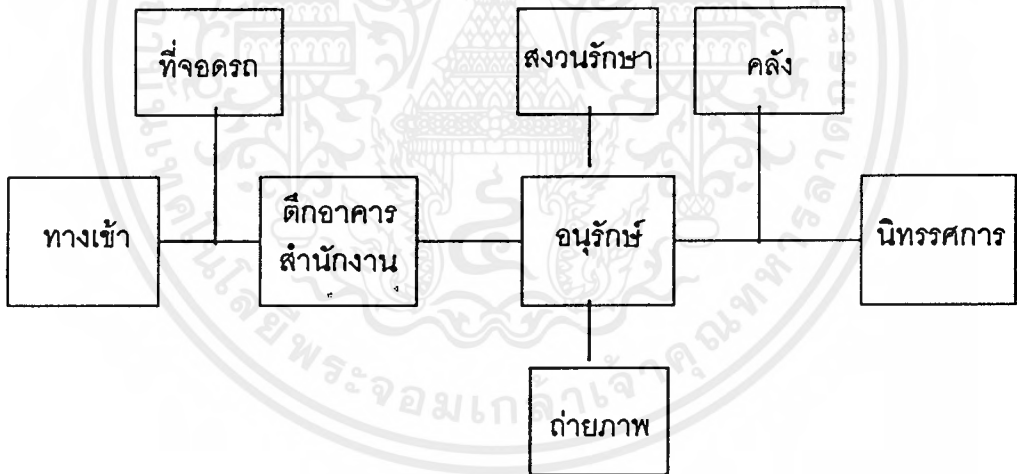 ที่จอดรถ
สงวนรักษา
คลัง
ทางเข้า
ตึกอาคาร
สำนักงาน
อนุรักษ์
นิทรรศการ
ถ่ายภาพ